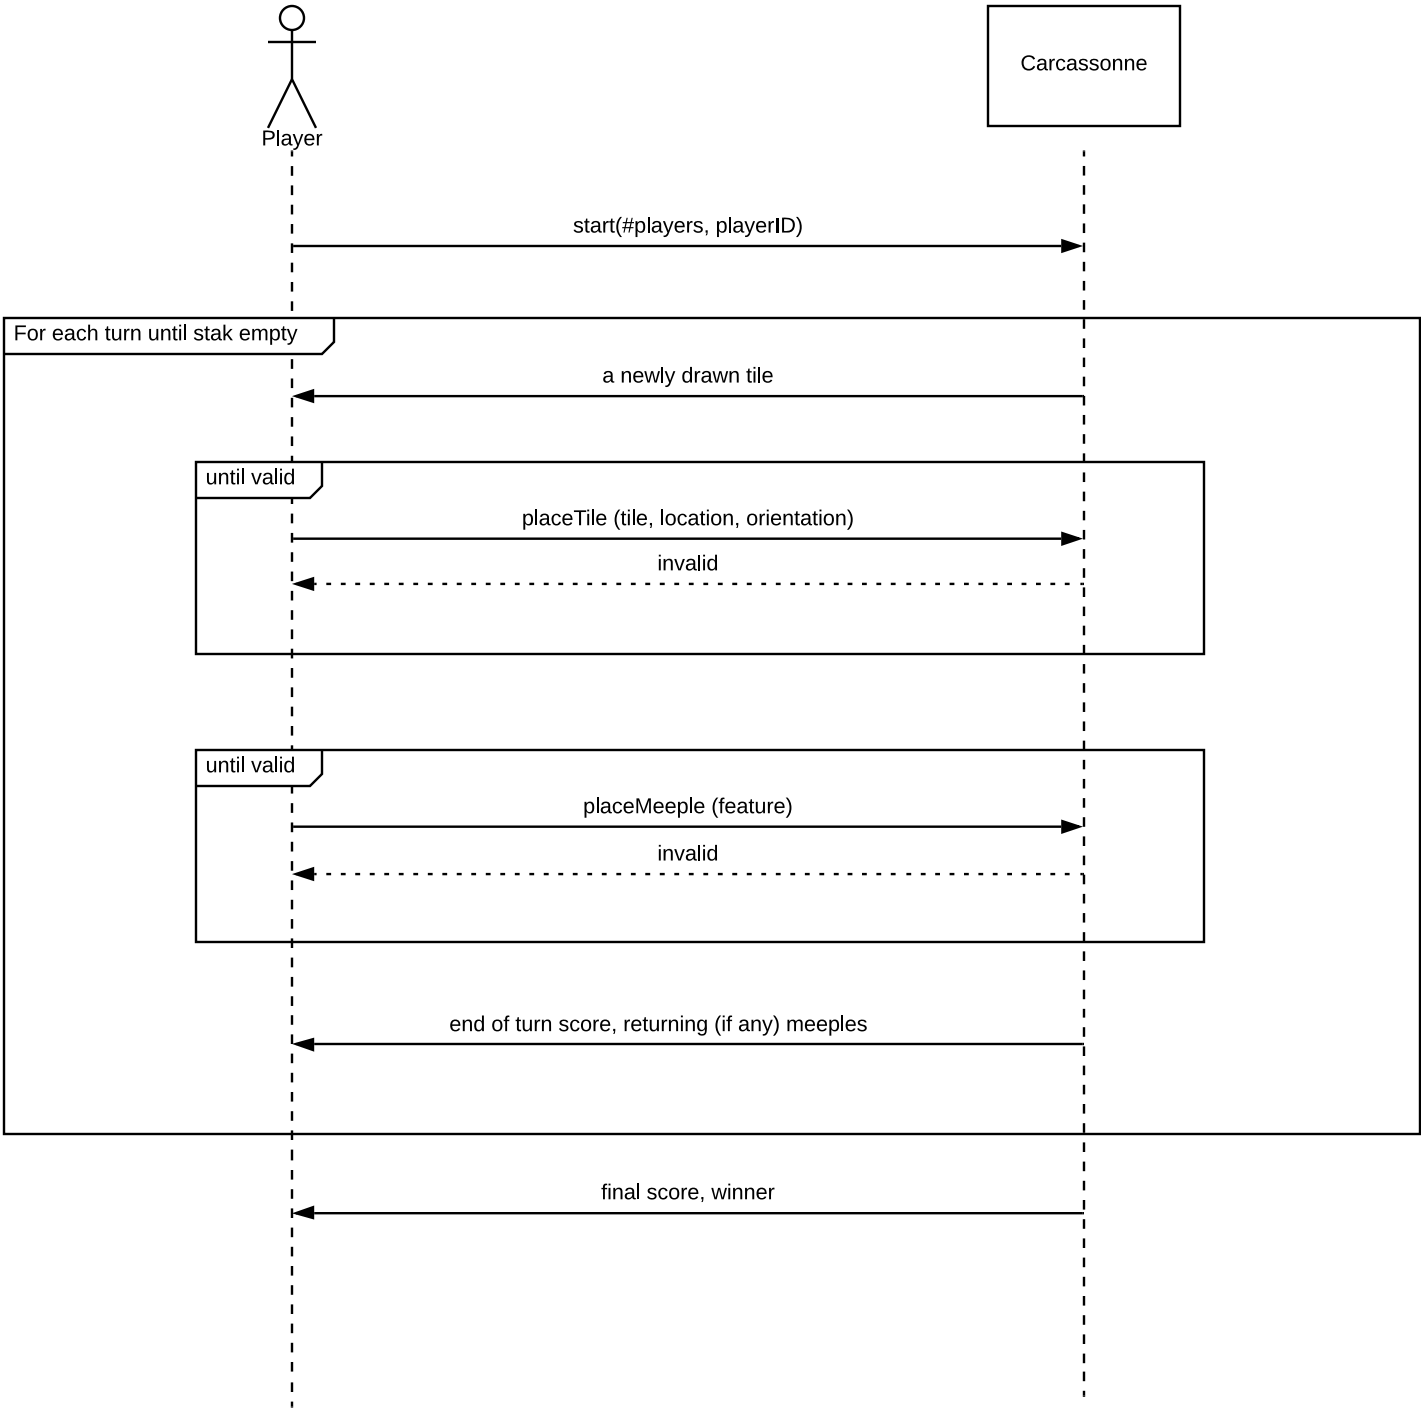 Carcassonne
Player
start(#players, playerID)
For each turn until stak empty
a newly drawn tile
until valid
placeTile (tile, location, orientation)
invalid
until valid
placeMeeple (feature)
invalid
end of turn score, returning (if any) meeples
final score, winner